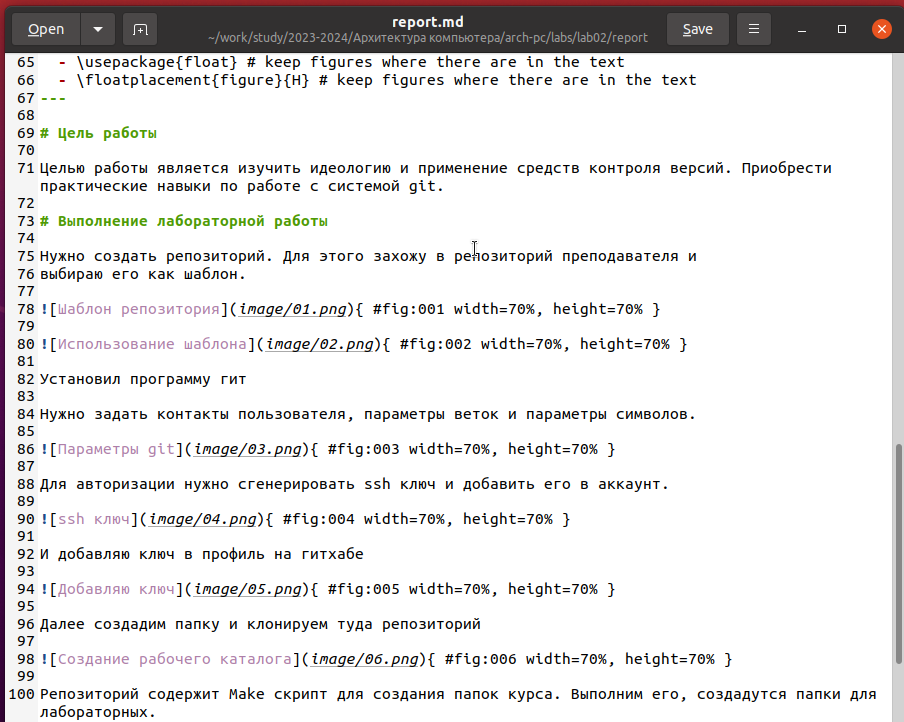 Open
report.md
~/work/study/2023-2024/Архитектура компьютера/arch-pc/labs/lab02/report
Save
65 - \usepackage{float} # keep figures where there are in the text
66 - \floatplacement{figure}{H} # keep figures where there are in the text
67 ---
68
69 # Цель работы
70
71 Целью работы является изучить идеологию и применение средств контроля версий. Приобрести
практические навыки по работе с системой git.
72
73 # Выполнение лабораторной работы
74
75 Нужно создать репозиторий. Для этого захожу в репозиторий преподавателя и
76 выбираю его как шаблон.
77
78 ![Шаблон репозитория](image/01.png){ #fig:001 width=70%, height=70% }
79
80 ![Использование шаблона](image/02.png){ #fig:002 width=70%, height=70% }
81
82 Установил программу гит
83
84 Нужно задать контакты пользователя, параметры веток и параметры символов.
85
86 ![Параметры git](image/03.png){ #fig:003 width=70%, height=70% }
87
88 Для авторизации нужно сгенерировать ssh ключ и добавить его в аккаунт.
89
90 ![ssh ключ](image/04.png){ #fig:004 width=70%, height=70% }
91
92 И добавляю ключ в профиль на гитхабе
93
94 ![Добавляю ключ](image/05.png){ #fig:005 width=70%, height=70% }
95
96 Далее создадим папку и клонируем туда репозиторий
97
98 ![Создание рабочего каталога](image/06.png){ #fig:006 width=70%, height=70% }
99
100 Репозиторий содержит Make скрипт для создания папок курса. Выполним его, создадутся папки для
лабораторных.